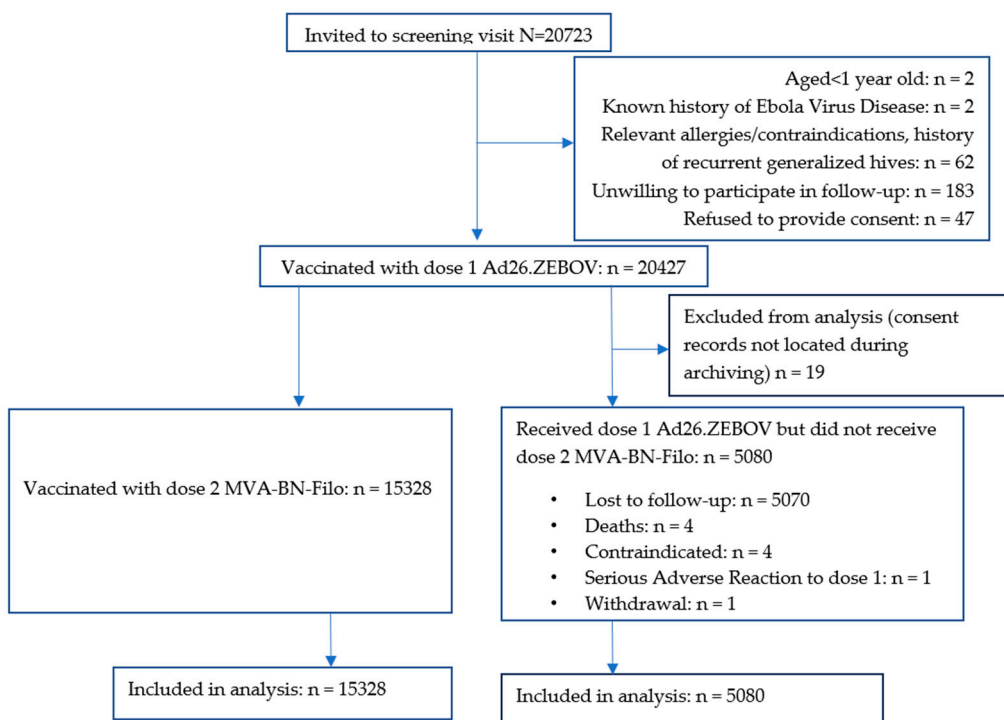 Invited to screening visit N=20723
Aged<1 year old: n = 2
Known history of Ebola Virus Disease: n = 2
Relevant allergies/contraindications, history
of recurrent generalized hives: n = 62
Unwilling to participate in follow-up: n = 183
Refused to provide consent: n = 47
Vaccinated with dose 1 Ad26.ZEBOV: n = 20427
Excluded from analysis (consent
records not located during
archiving) n = 19
Vaccinated with dose 2 MVA-BN-Filo: n = 15328
Received dose 1 Ad26.ZEBOV but did not receive
dose 2 MVA-BN-Filo: n = 5080
• Lost to follow-up: n = 5070
• Deaths: n = 4
• Contraindicated: n = 4
• Serious Adverse Reaction to dose 1: n = 1
• Withdrawal: n = 1
Included in analysis: n = 15328
Included in analysis: n = 5080